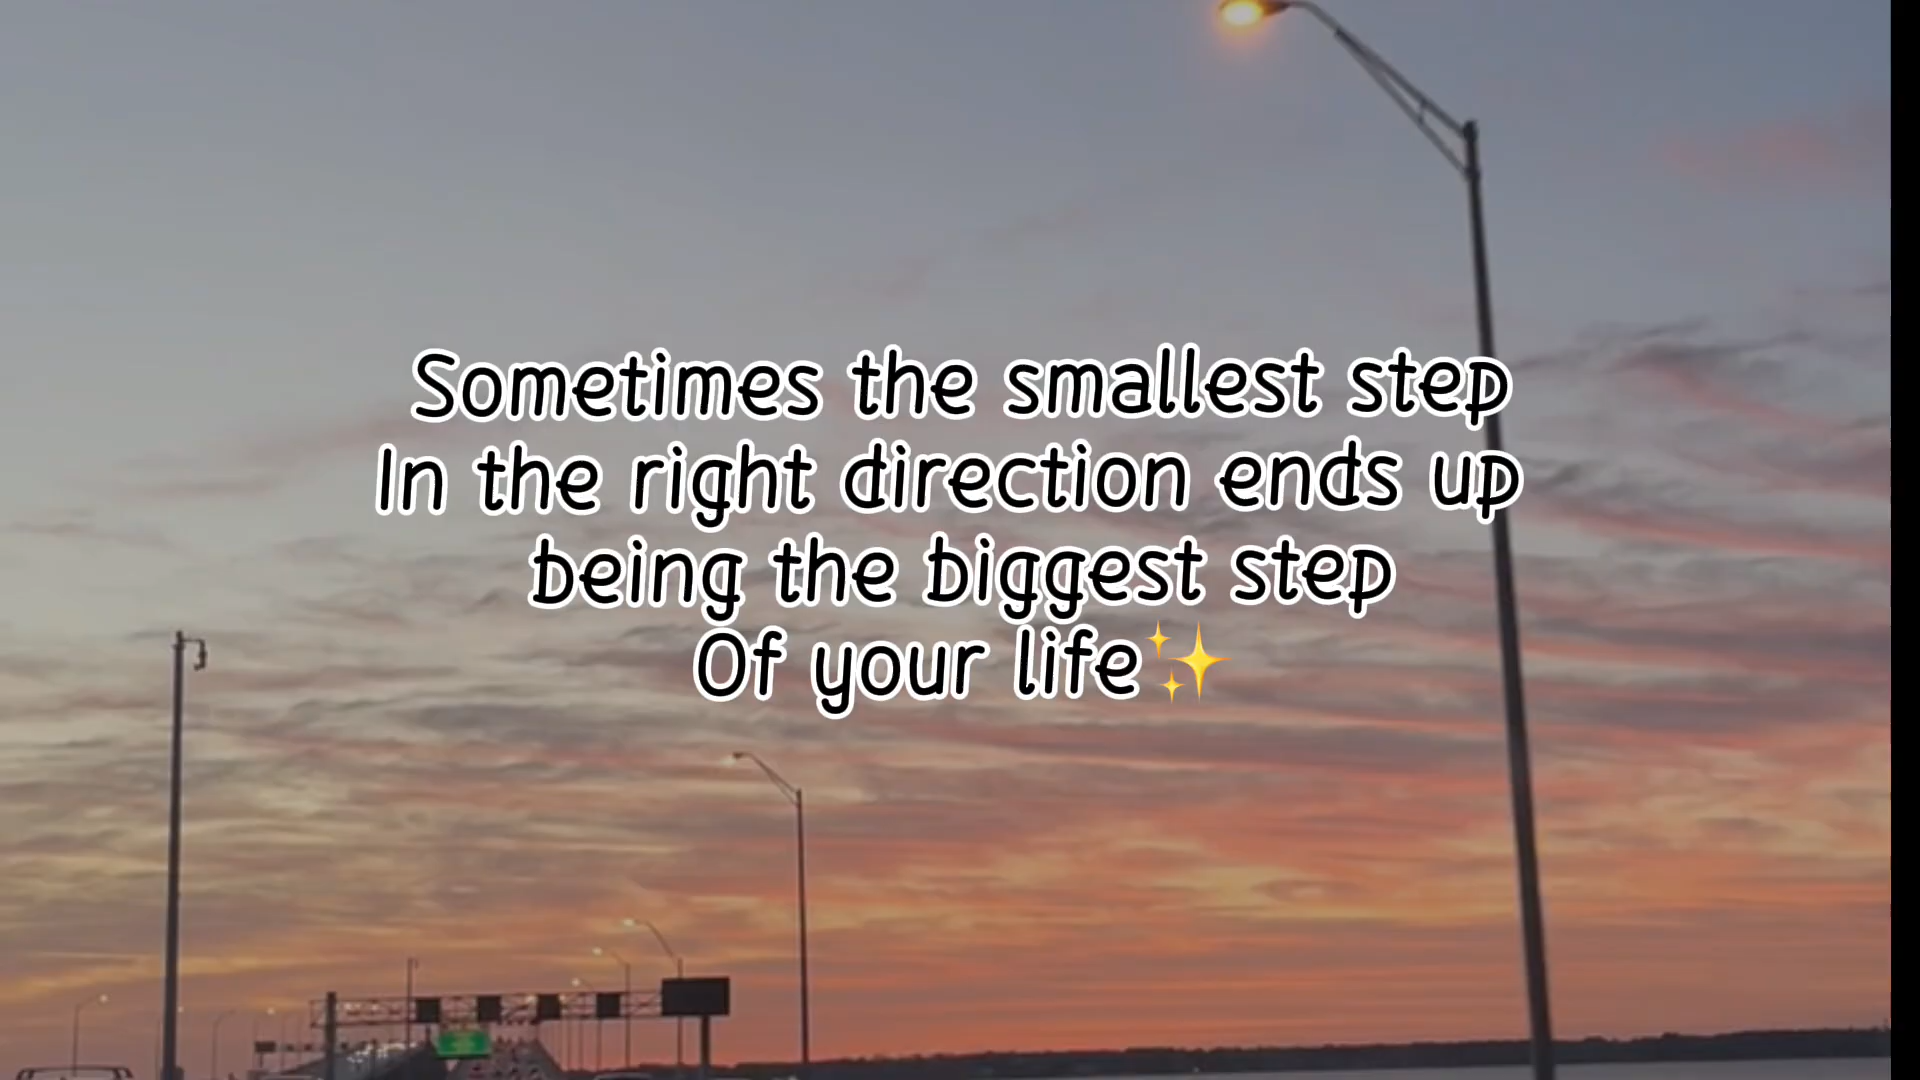 Sometimes the smallest step
In the right direction ends up
being the biggest step
Of your life✨